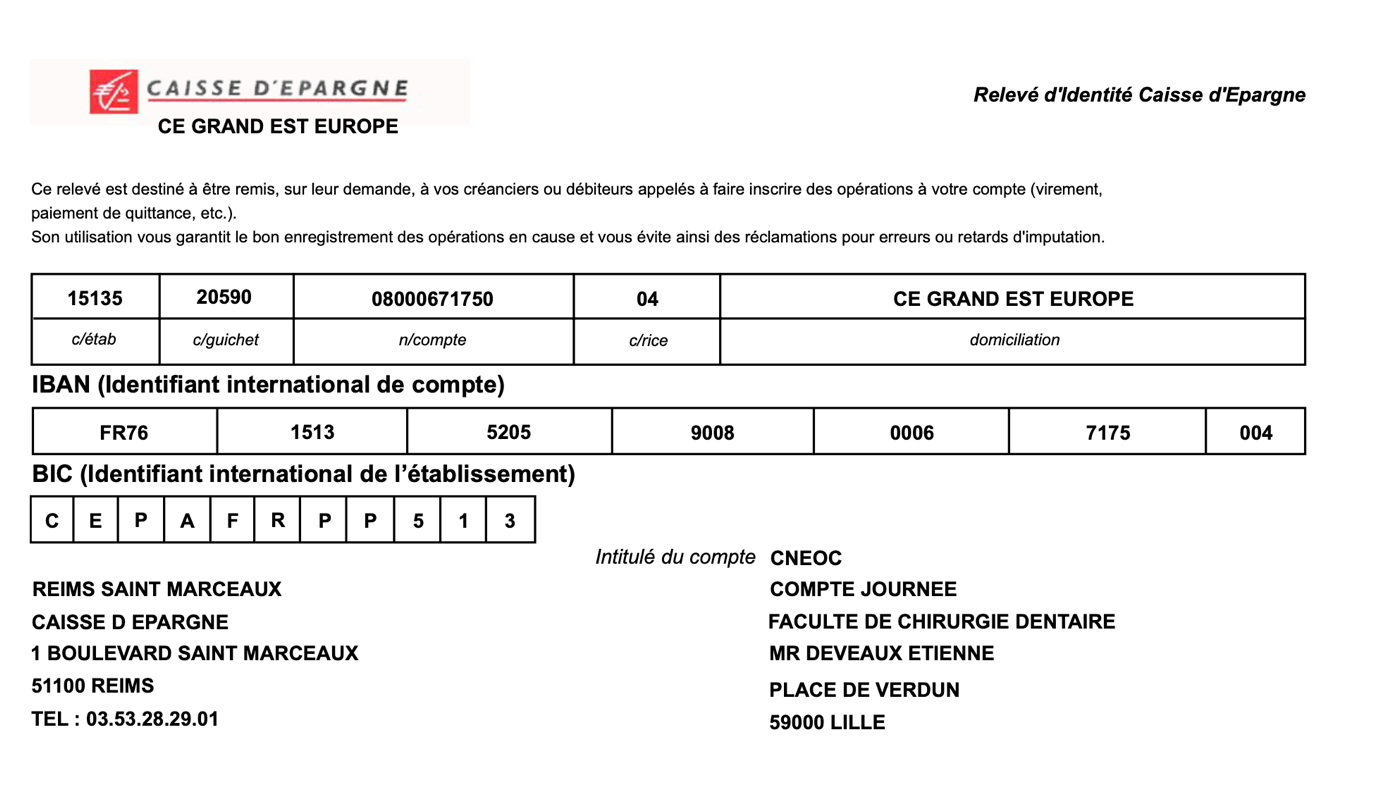 CAISSE D'EPARGNE
CE GRAND EST EUROPE
Relevé d'Identité Caisse d'Epargne
Ce relevé est destiné à être remis, sur leur demande, à vos créanciers ou débiteurs appelés à faire inscrire des opérations à votre compte (virement,
paiement de quittance, etc.).
Son utilisation vous garantit le bon enregistrement des opérations en cause et vous évite ainsi des réclamations pour erreurs ou retards d'imputation.
15135 20590 08000671750 04 CE GRAND EST EUROPE
c/étab c/guichet n/compte c/rice domiciliation
IBAN (Identifiant international de compte)
FR76 1513 5205 9008 0006 7175 004
BIC (Identifiant international de l’établissement)
C E P A F R P P 5 1 3
Intitulé du compte CNEOC
REIMS SAINT MARCEAUX COMPTE JOURNEE
CAISSE D EPARGNE FACULTE DE CHIRURGIE DENTAIRE
1 BOULEVARD SAINT MARCEAUX MR DEVEAUX ETIENNE
51100 REIMS PLACE DE VERDUN
TEL : 03.53.28.29.01 59000 LILLE